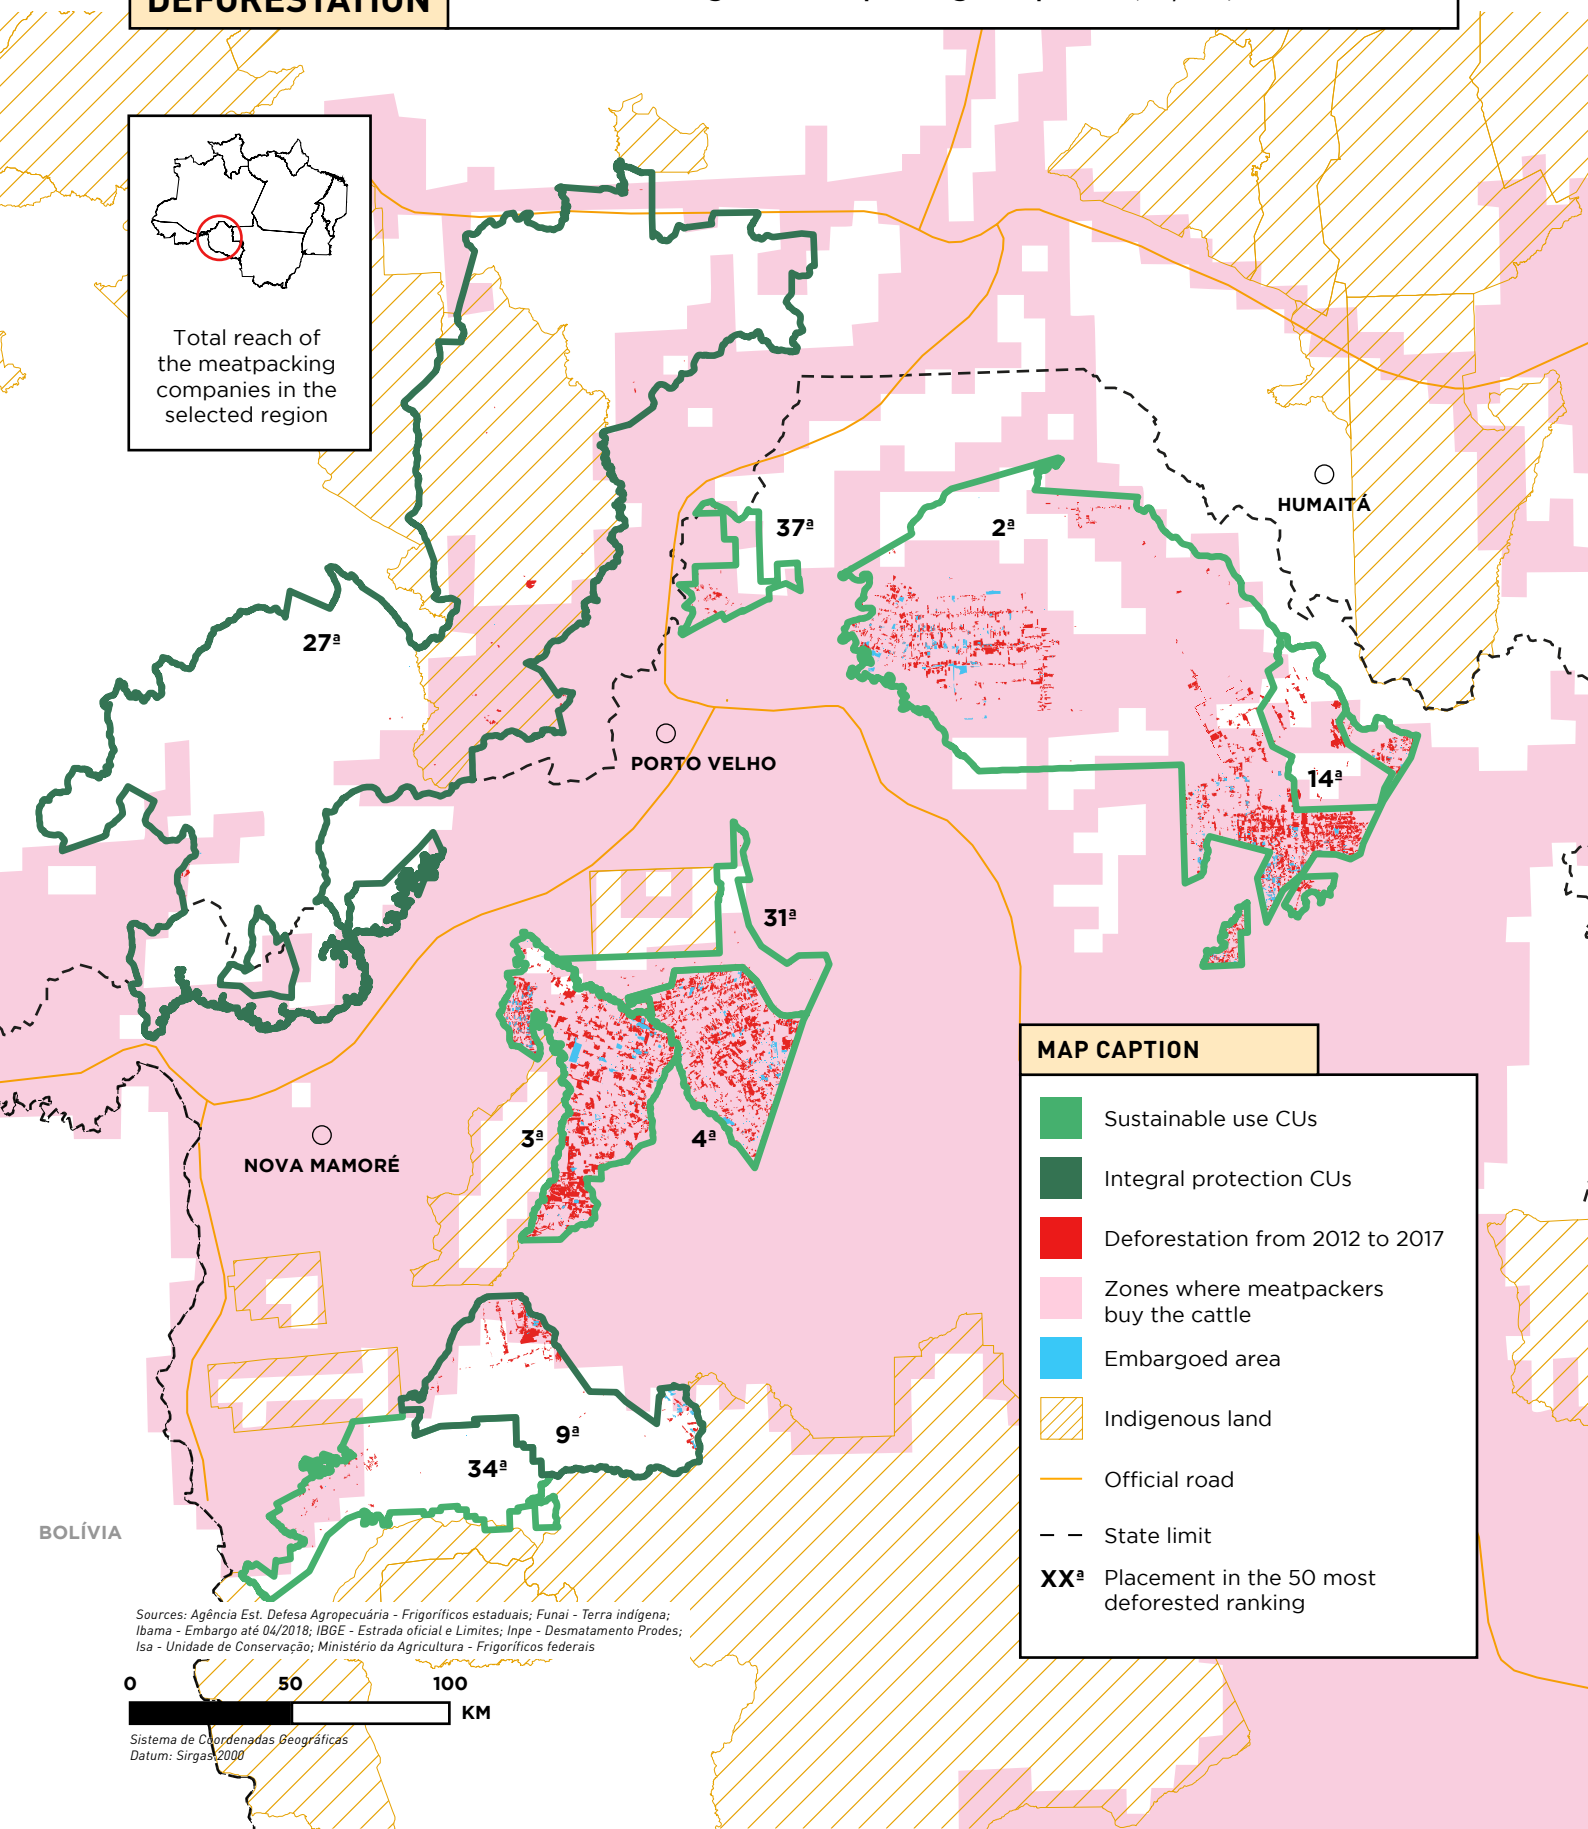 DEFORESTATION
Total reach of
the meatpacking
companies in the
selected region
37ª
2ª
HUMAITÁ
27ª
PORTO VELHO
14ª
31ª
3ª
4ª
NOVA MAMORÉ
9ª
34ª
BOLÍVIA
MAP CAPTION
Sustainable use CUs
Integral protection CUs
Deforestation from 2012 to 2017
Zones where meatpackers
buy the cattle
Embargoed area
Indigenous land
Official road
State limit
XXª Placement in the 50 most
deforested ranking
Sources: Agência Est. Defesa Agropecuária - Frigoríficos estaduais; Funai - Terra indígena;
Ibama - Embargo até 04/2018; IBGE - Estrada oficial e Limites; Inpe - Desmatamento Prodes;
Isa - Unidade de Conservação; Ministério da Agricultura - Frigoríficos federais
0 50 100
KM
Sistema de Coordenadas Geográficas
Datum: Sirgas 2000